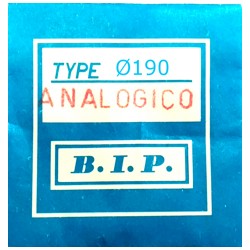 TYPE Ø190
ANALOGICO
B.I.P.